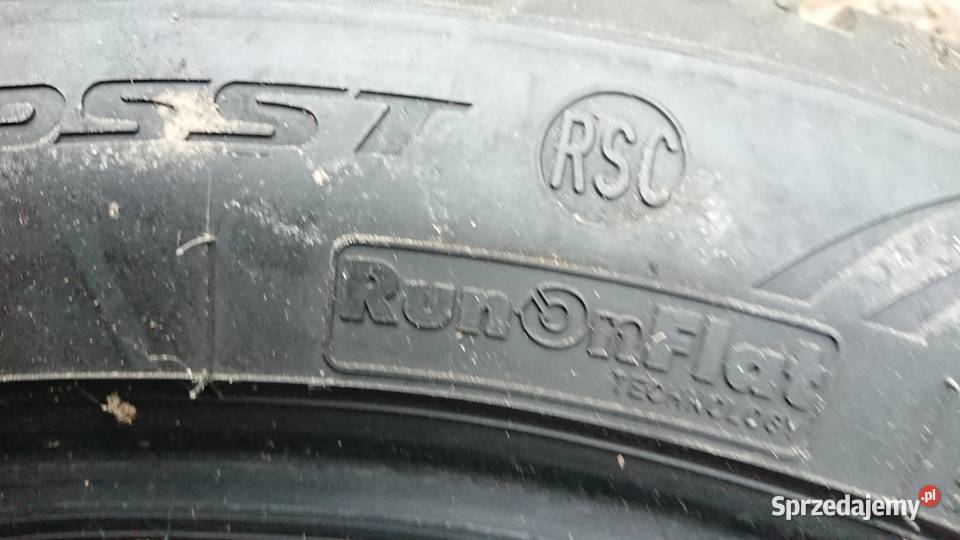 RSC
RunOnFlat
TECHNOLOGY
Sprzedajemy.pl